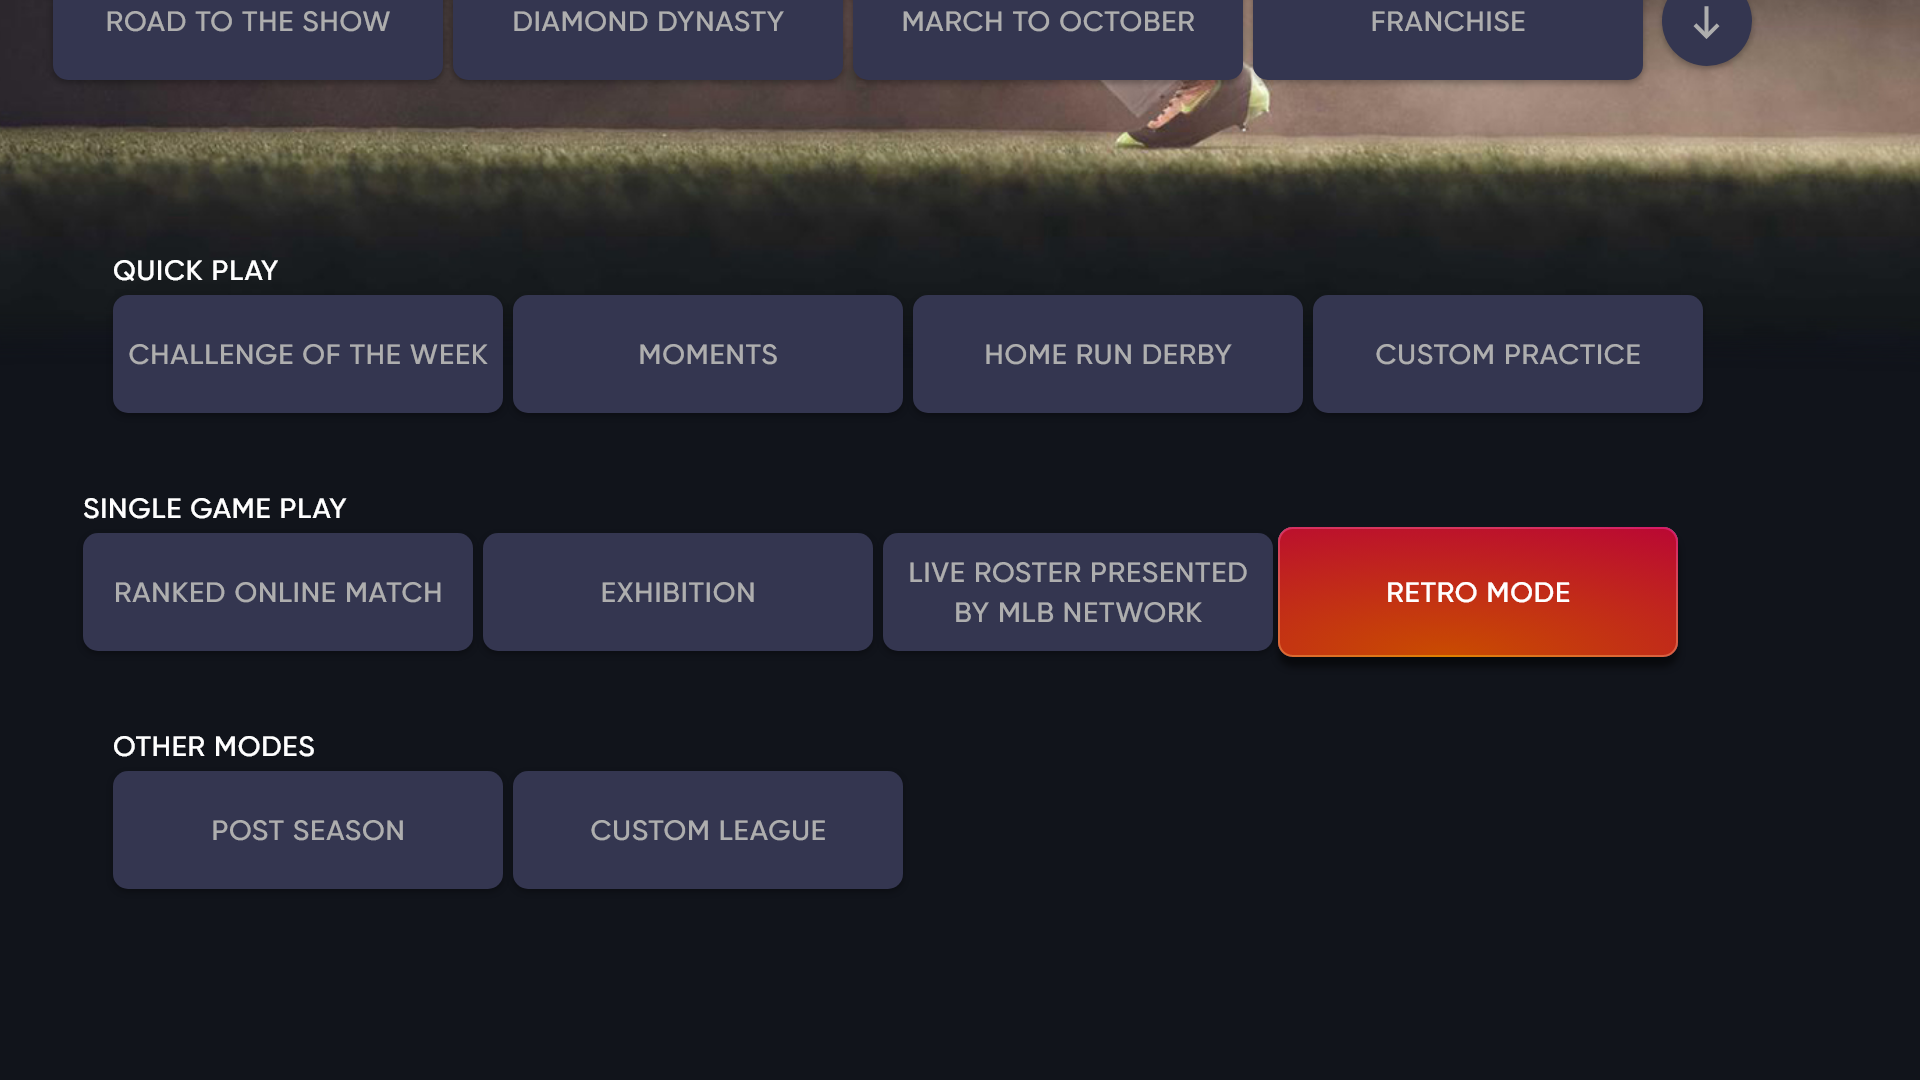 ROAD TO THE SHOW
DIAMOND DYNASTY
MARCH TO OCTOBER
FRANCHISE
QUICK PLAY
CHALLENGE OF THE WEEK
MOMENTS
HOME RUN DERBY
CUSTOM PRACTICE
SINGLE GAME PLAY
RANKED ONLINE MATCH
EXHIBITION
LIVE ROSTER PRESENTED
BY MLB NETWORK
RETRO MODE
OTHER MODES
POST SEASON
CUSTOM LEAGUE